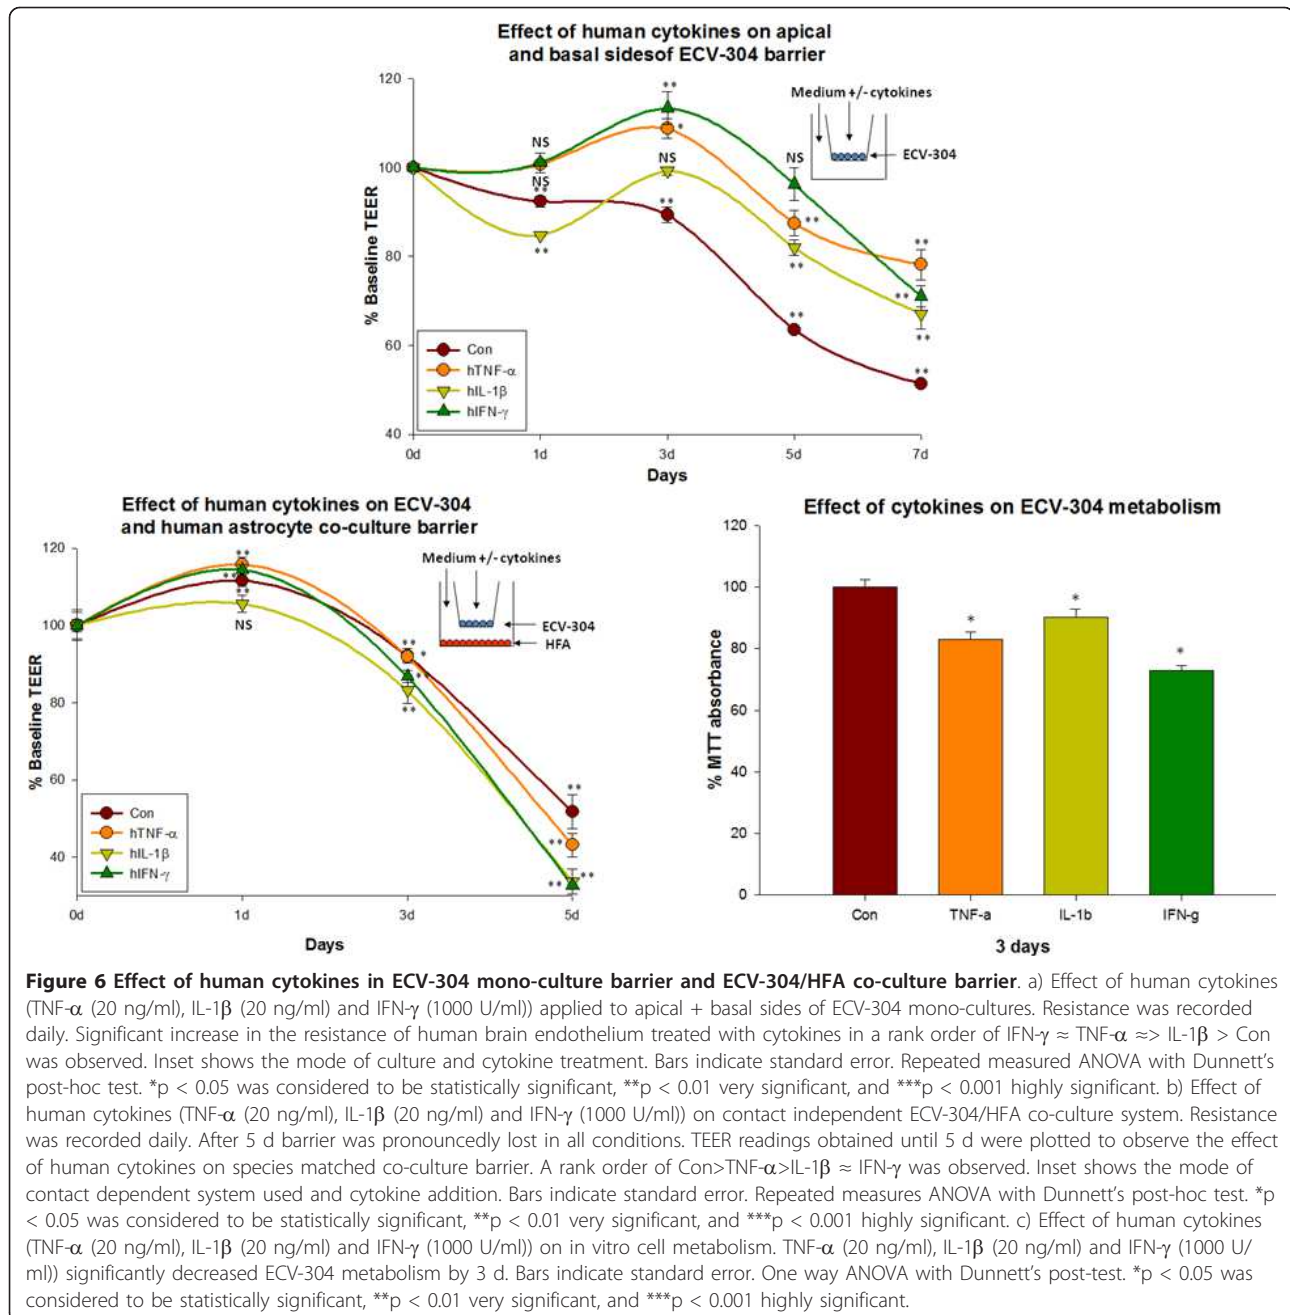 Effect of human cytokines on apical
and basal sidesof ECV-304 barrier
120
100
80
60
40
% Baseline TEER
**
*
NS
NS
NS
**
**
**
NS
**
**
**
**
**
**
**
Medium +/- cytokines
ECV-304
Con
hTNF-α
hIL-1β
hIFN-γ
0d 1d 3d 5d 7d
Days
Effect of human cytokines on ECV-304
and human astrocyte co-culture barrier
120
100
80
60
40
% Baseline TEER
**
**
**
NS
**
*
**
**
**
**
**
**
Medium +/- cytokines
ECV-304
HFA
Con
hTNF-α
hIL-1β
hIFN-γ
0d 1d 3d 5d
Days
Effect of cytokines on ECV-304 metabolism
120
100
80
60
40
20
0
% MTT absorbance
*
*
*
Con TNF-a IL-1b IFN-g
3 days
Figure 6 Effect of human cytokines in ECV-304 mono-culture barrier and ECV-304/HFA co-culture barrier. a) Effect of human cytokines
(TNF-α (20 ng/ml), IL-1β (20 ng/ml) and IFN-γ (1000 U/ml)) applied to apical + basal sides of ECV-304 mono-cultures. Resistance was recorded
daily. Significant increase in the resistance of human brain endothelium treated with cytokines in a rank order of IFN-γ ≈ TNF-α ≈> IL-1β > Con
was observed. Inset shows the mode of culture and cytokine treatment. Bars indicate standard error. Repeated measured ANOVA with Dunnett's
post-hoc test. *p < 0.05 was considered to be statistically significant, **p < 0.01 very significant, and ***p < 0.001 highly significant. b) Effect of
human cytokines (TNF-α (20 ng/ml), IL-1β (20 ng/ml) and IFN-γ (1000 U/ml)) on contact independent ECV-304/HFA co-culture system. Resistance
was recorded daily. After 5 d barrier was pronouncedly lost in all conditions. TEER readings obtained until 5 d were plotted to observe the effect
of human cytokines on species matched co-culture barrier. A rank order of Con>TNF-α>IL-1β ≈ IFN-γ was observed. Inset shows the mode of
contact dependent system used and cytokine addition. Bars indicate standard error. Repeated measures ANOVA with Dunnett's post-hoc test. *p
< 0.05 was considered to be statistically significant, **p < 0.01 very significant, and ***p < 0.001 highly significant. c) Effect of human cytokines
(TNF-α (20 ng/ml), IL-1β (20 ng/ml) and IFN-γ (1000 U/ml)) on in vitro cell metabolism. TNF-α (20 ng/ml), IL-1β (20 ng/ml) and IFN-γ (1000 U/
ml)) significantly decreased ECV-304 metabolism by 3 d. Bars indicate standard error. One way ANOVA with Dunnett's post-test. *p < 0.05 was
considered to be statistically significant, **p < 0.01 very significant, and ***p < 0.001 highly significant.